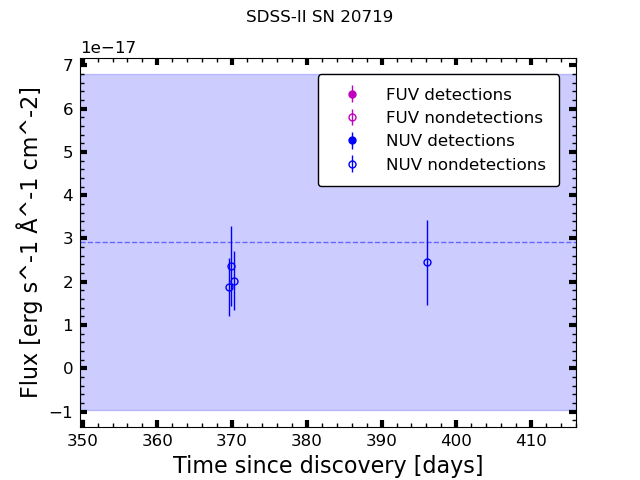 SDSS-II SN 20719
1e−17
7
6
5
4
3
2
1
0
−1
FUV detections
FUV nondetections
NUV detections
NUV nondetections
Flux [erg s^-1 Å^-1 cm^-2]
350 360 370 380 390 400 410
Time since discovery [days]